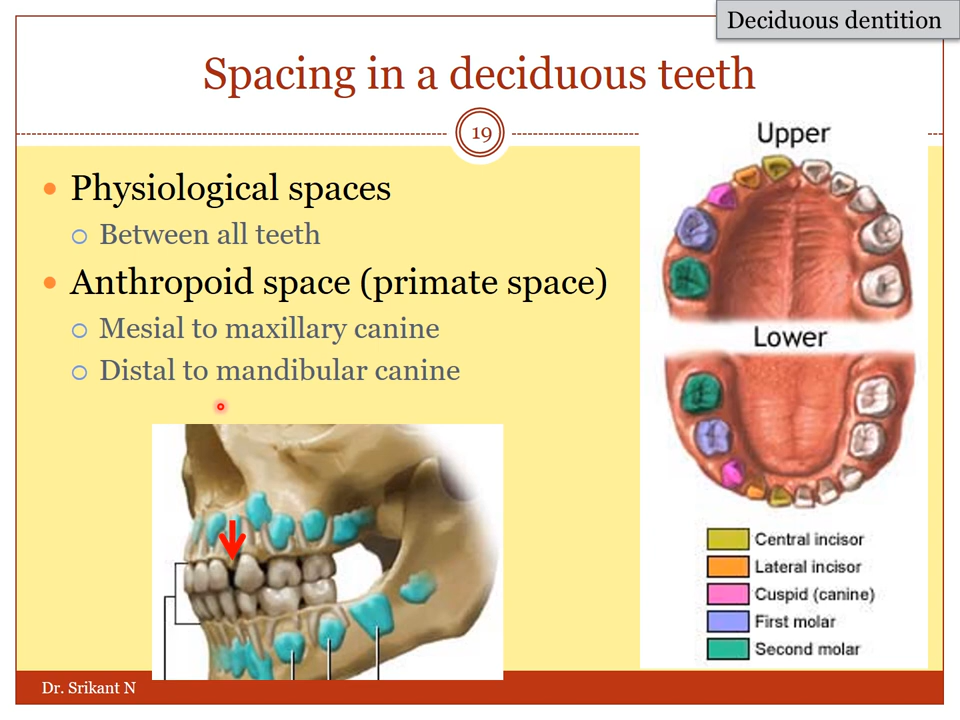 Deciduous dentition
Spacing in a deciduous teeth
19
Physiological spaces
Between all teeth
Anthropoid space (primate space)
Mesial to maxillary canine
Distal to mandibular canine
Upper
Lower
Central incisor
Lateral incisor
Cuspid (canine)
First molar
Second molar
Dr. Srikant N